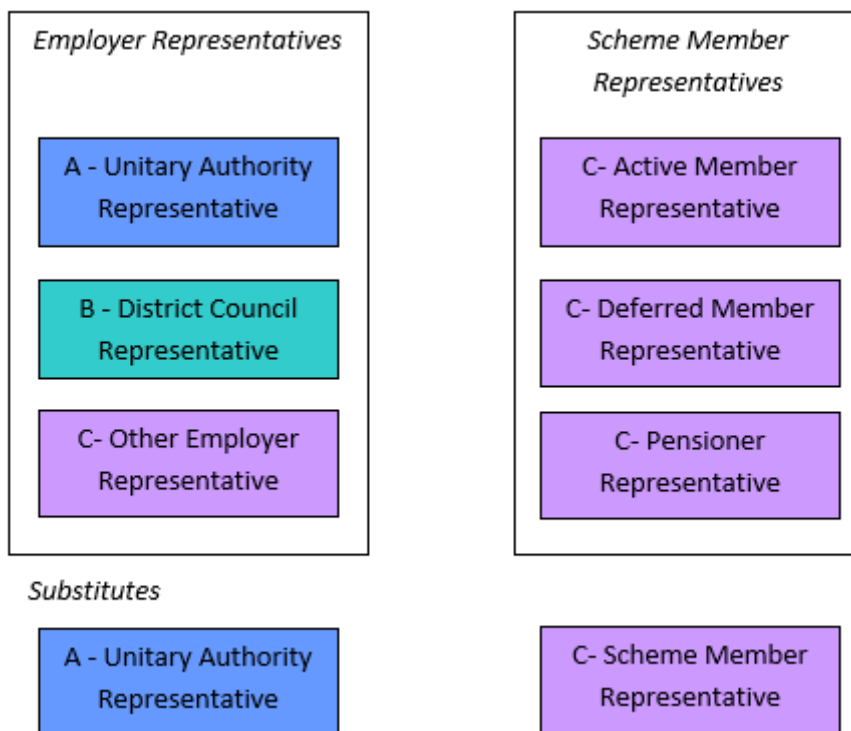 Employer Representatives
A - Unitary Authority
Representative
B - District Council
Representative
C- Other Employer
Representative
Scheme Member
Representatives
C- Active Member
Representative
C- Deferred Member
Representative
C- Pensioner
Representative
Substitutes
A - Unitary Authority
Representative
C- Scheme Member
Representative